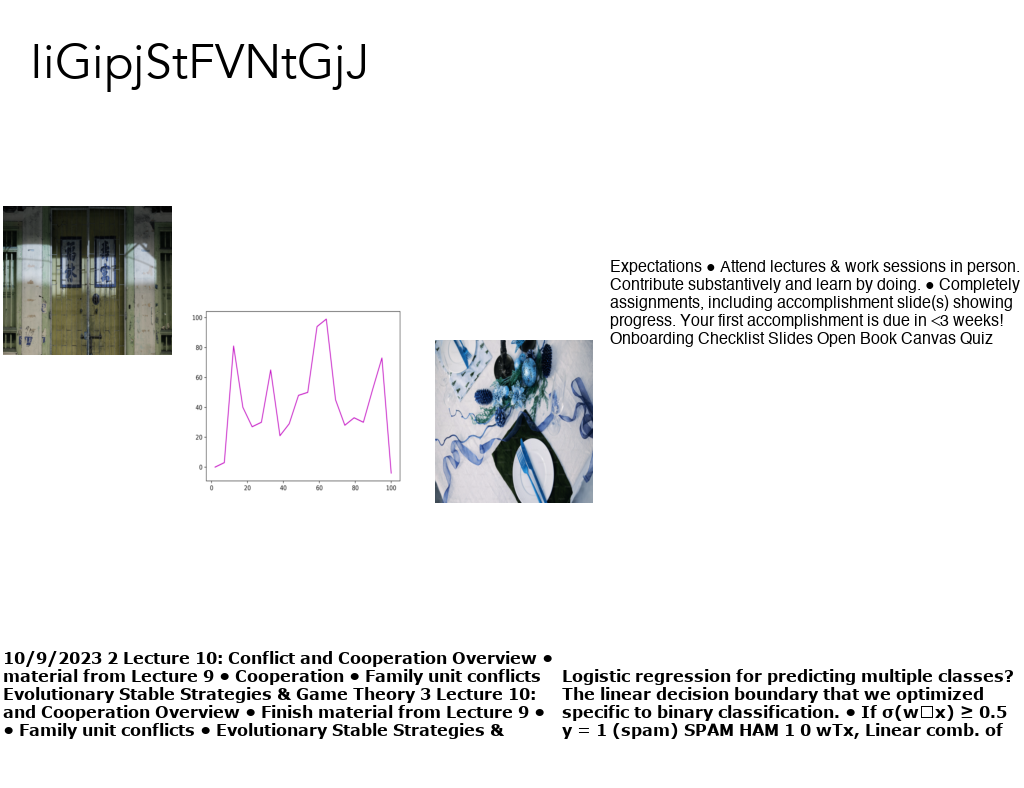 IiGipjStFVNtGjJ
100
80
60
40
20
0
0 20 40 60 80 100
Expectations ● Attend lectures & work sessions in person.
Contribute substantively and learn by doing. ● Completely
assignments, including accomplishment slide(s) showing
progress. Your first accomplishment is due in <3 weeks!
Onboarding Checklist Slides Open Book Canvas Quiz
10/9/2023 2 Lecture 10: Conflict and Cooperation Overview ●
material from Lecture 9 ● Cooperation ● Family unit conflicts
Evolutionary Stable Strategies & Game Theory 3 Lecture 10:
and Cooperation Overview ● Finish material from Lecture 9 ●
● Family unit conflicts ● Evolutionary Stable Strategies &
Logistic regression for predicting multiple classes?
The linear decision boundary that we optimized
specific to binary classification. ● If σ(w□x) ≥ 0.5
y = 1 (spam) SPAM HAM 1 0 wTx, Linear comb. of